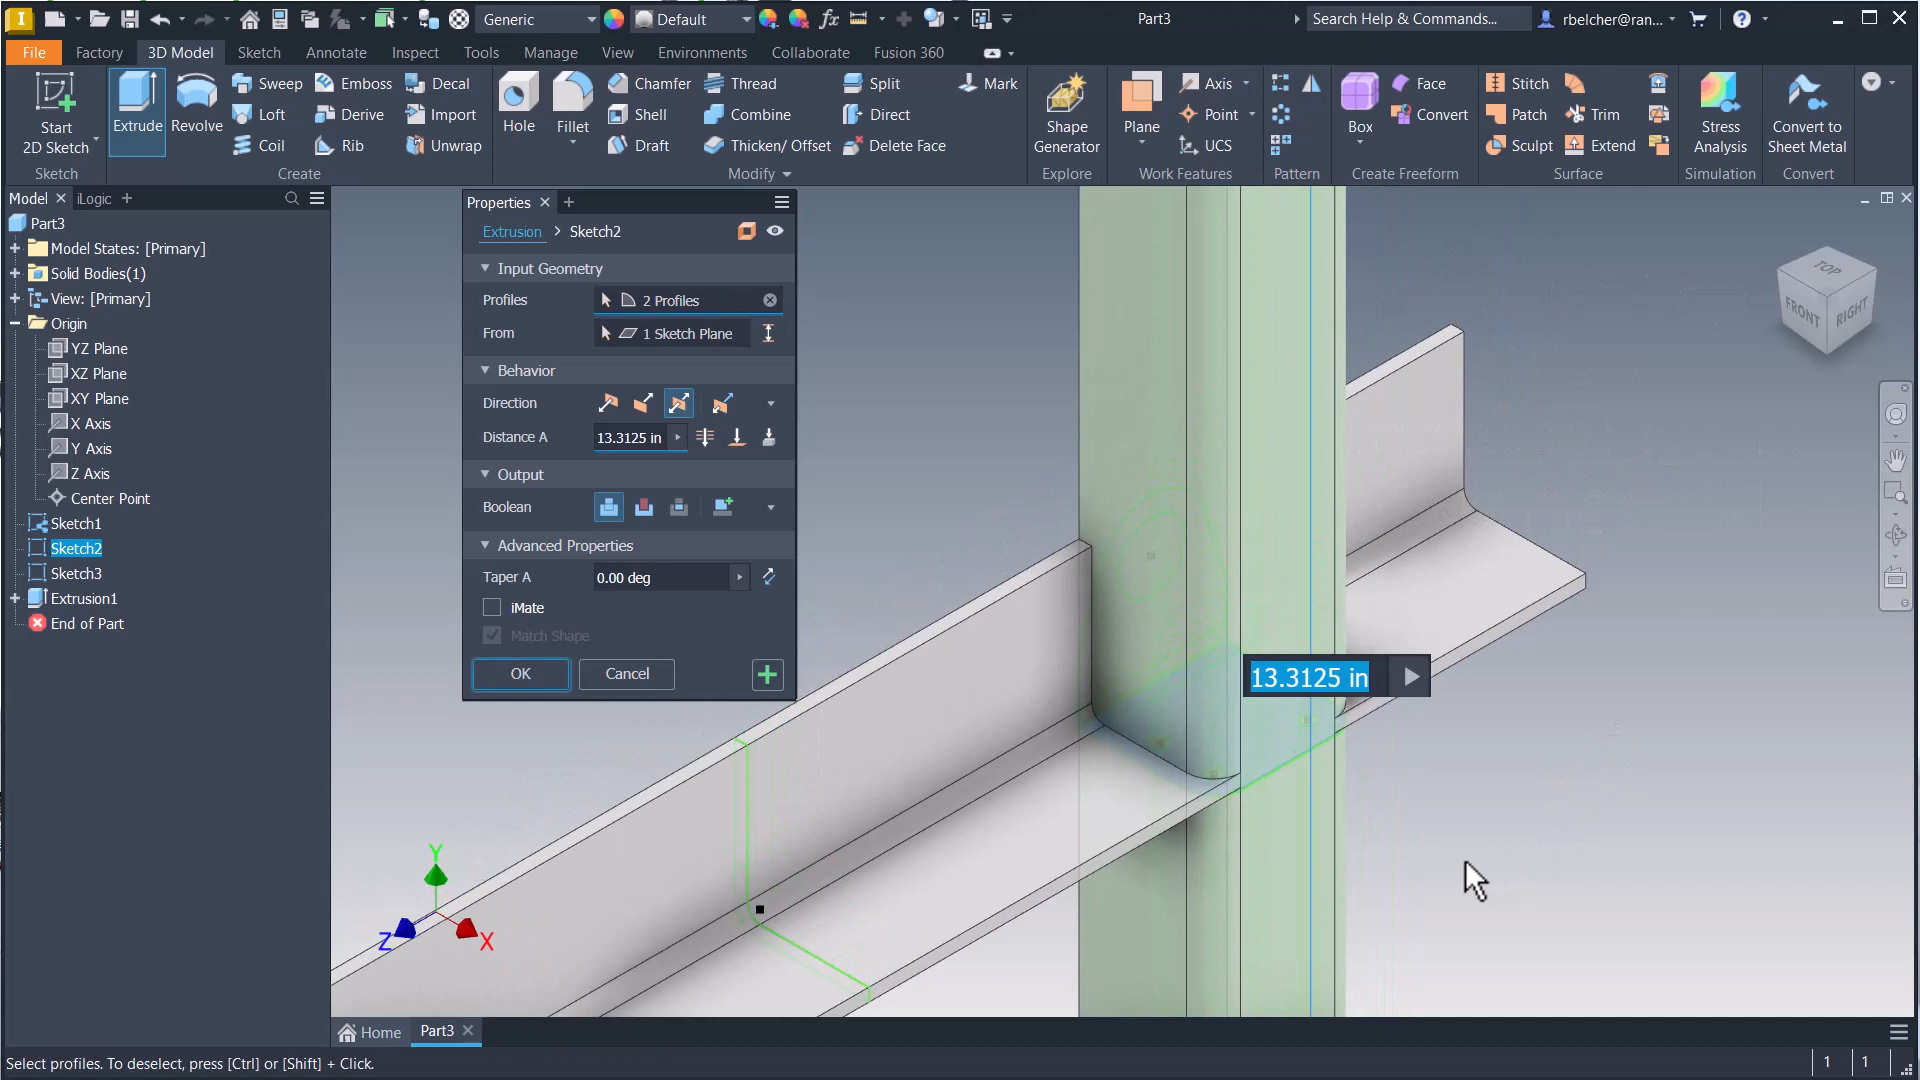 I Generic Default fx Part3 Search Help & Commands... rbelcher@ran... ?
File Factory 3D Model Sketch Annotate Inspect Tools Manage View Environments Collaborate Fusion 360
Start
2D Sketch
Extrude
Revolve
Sweep
Loft
Coil
Emboss
Derive
Rib
Decal
Import
Unwrap
Hole
Fillet
Chamfer
Shell
Draft
Thread
Combine
Thicken/ Offset
Split
Direct
Delete Face
Mark
Shape
Generator
Plane
Axis
Point
UCS
Box
Face
Convert
Stitch
Patch
Sculpt
Trim
Extend
Stress
Analysis
Convert to
Sheet Metal
Sketch Create Modify Explore Work Features Pattern Create Freeform Surface Simulation Convert
Model iLogic +
Part3
Model States: [Primary]
Solid Bodies(1)
View: [Primary]
Origin
YZ Plane
XZ Plane
XY Plane
X Axis
Y Axis
Z Axis
Center Point
Sketch1
Sketch2
Sketch3
Extrusion1
End of Part
Properties +
Extrusion > Sketch2
Input Geometry
Profiles 2 Profiles
From 1 Sketch Plane
Behavior
Direction
Distance A 13.3125 in
Output
Boolean
Advanced Properties
Taper A 0.00 deg
iMate
Match Shape
OK Cancel
TOP
FRONT RIGHT
13.3125 in
Y
Z X
Home Part3
Select profiles. To deselect, press [Ctrl] or [Shift] + Click. 1 1